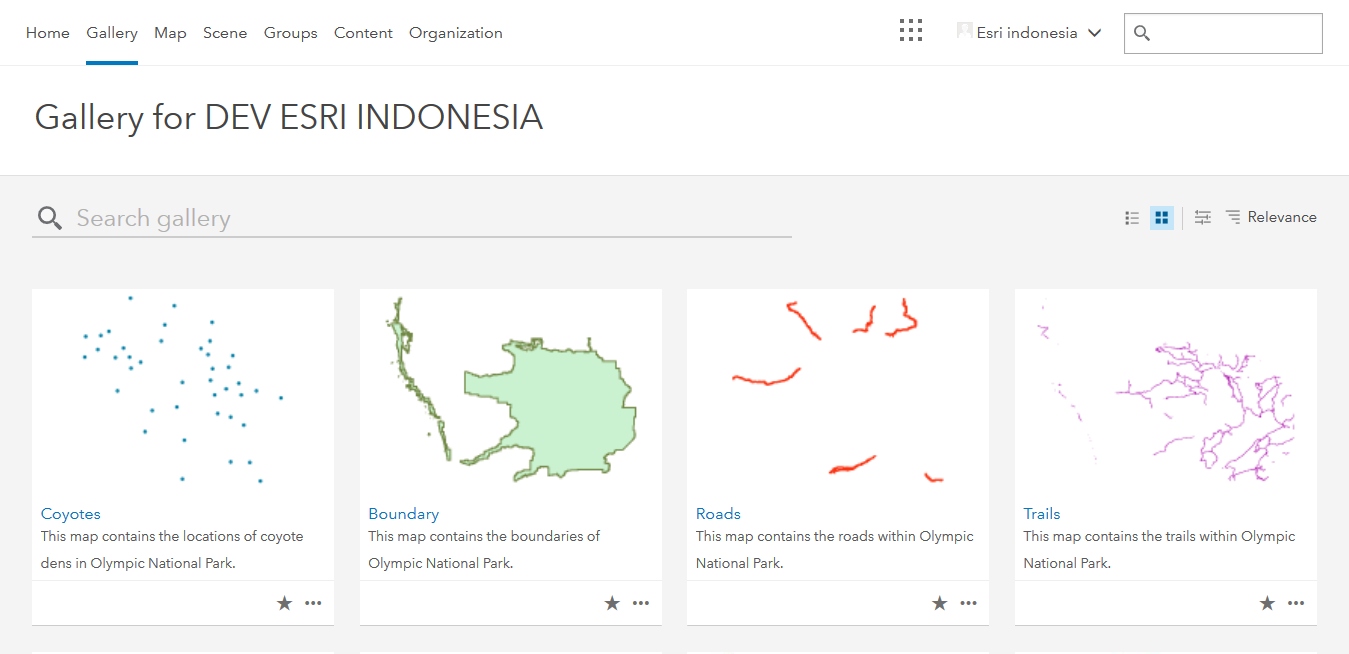 Home Gallery Map Scene Groups Content Organization Esri indonesia
Gallery for DEV ESRI INDONESIA
Search gallery Relevance
Coyotes
This map contains the locations of coyote
dens in Olympic National Park.
Boundary
This map contains the boundaries of
Olympic National Park.
Roads
This map contains the roads within Olympic
National Park.
Trails
This map contains the trails within Olympic
National Park.